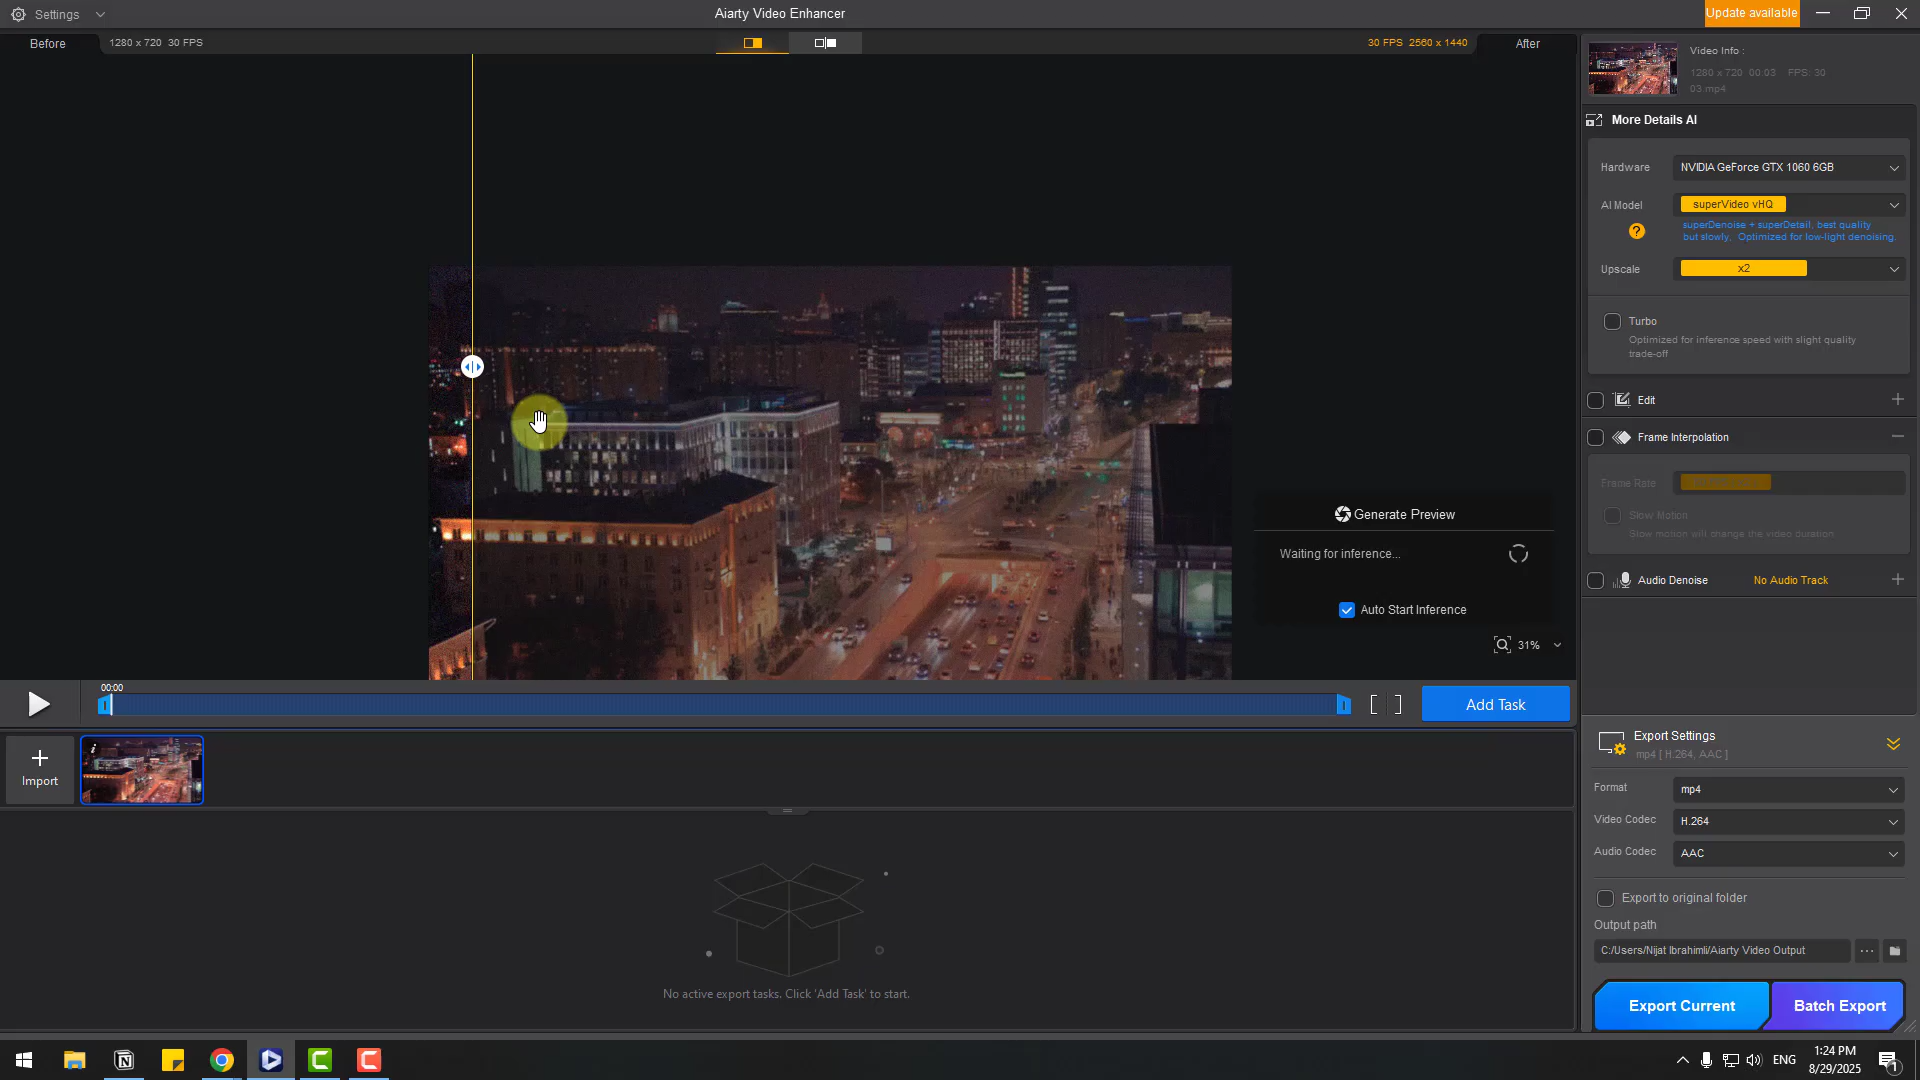 Settings
Aiarty Video Enhancer
Update available
Before
1280 x 720 30 FPS
30 FPS 2560 x 1440
After
Video Info :
1280 x 720 00:03 FPS: 30
03.mp4
More Details AI
Hardware
NVIDIA GeForce GTX 1060 6GB
AI Model
superVideo vHQ
?
superDenoise + superDetail, best quality
but slowly, Optimized for low-light denoising.
Upscale
x2
Turbo
Optimized for inference speed with slight quality
trade-off
Edit
Frame Interpolation
Frame Rate
Slow Motion
Slow motion will change the video duration
Audio Denoise
No Audio Track
Generate Preview
Waiting for inference...
Auto Start Inference
31%
00:00
Add Task
Import
No active export tasks. Click 'Add Task' to start.
Export Settings
mp4 [ H.264, AAC ]
Format
mp4
Video Codec
H.264
Audio Codec
AAC
Export to original folder
Output path
C:/Users/Nijat Ibrahimli/Aiarty Video Output
Export Current
Batch Export
ENG
1:24 PM
8/29/2025
1